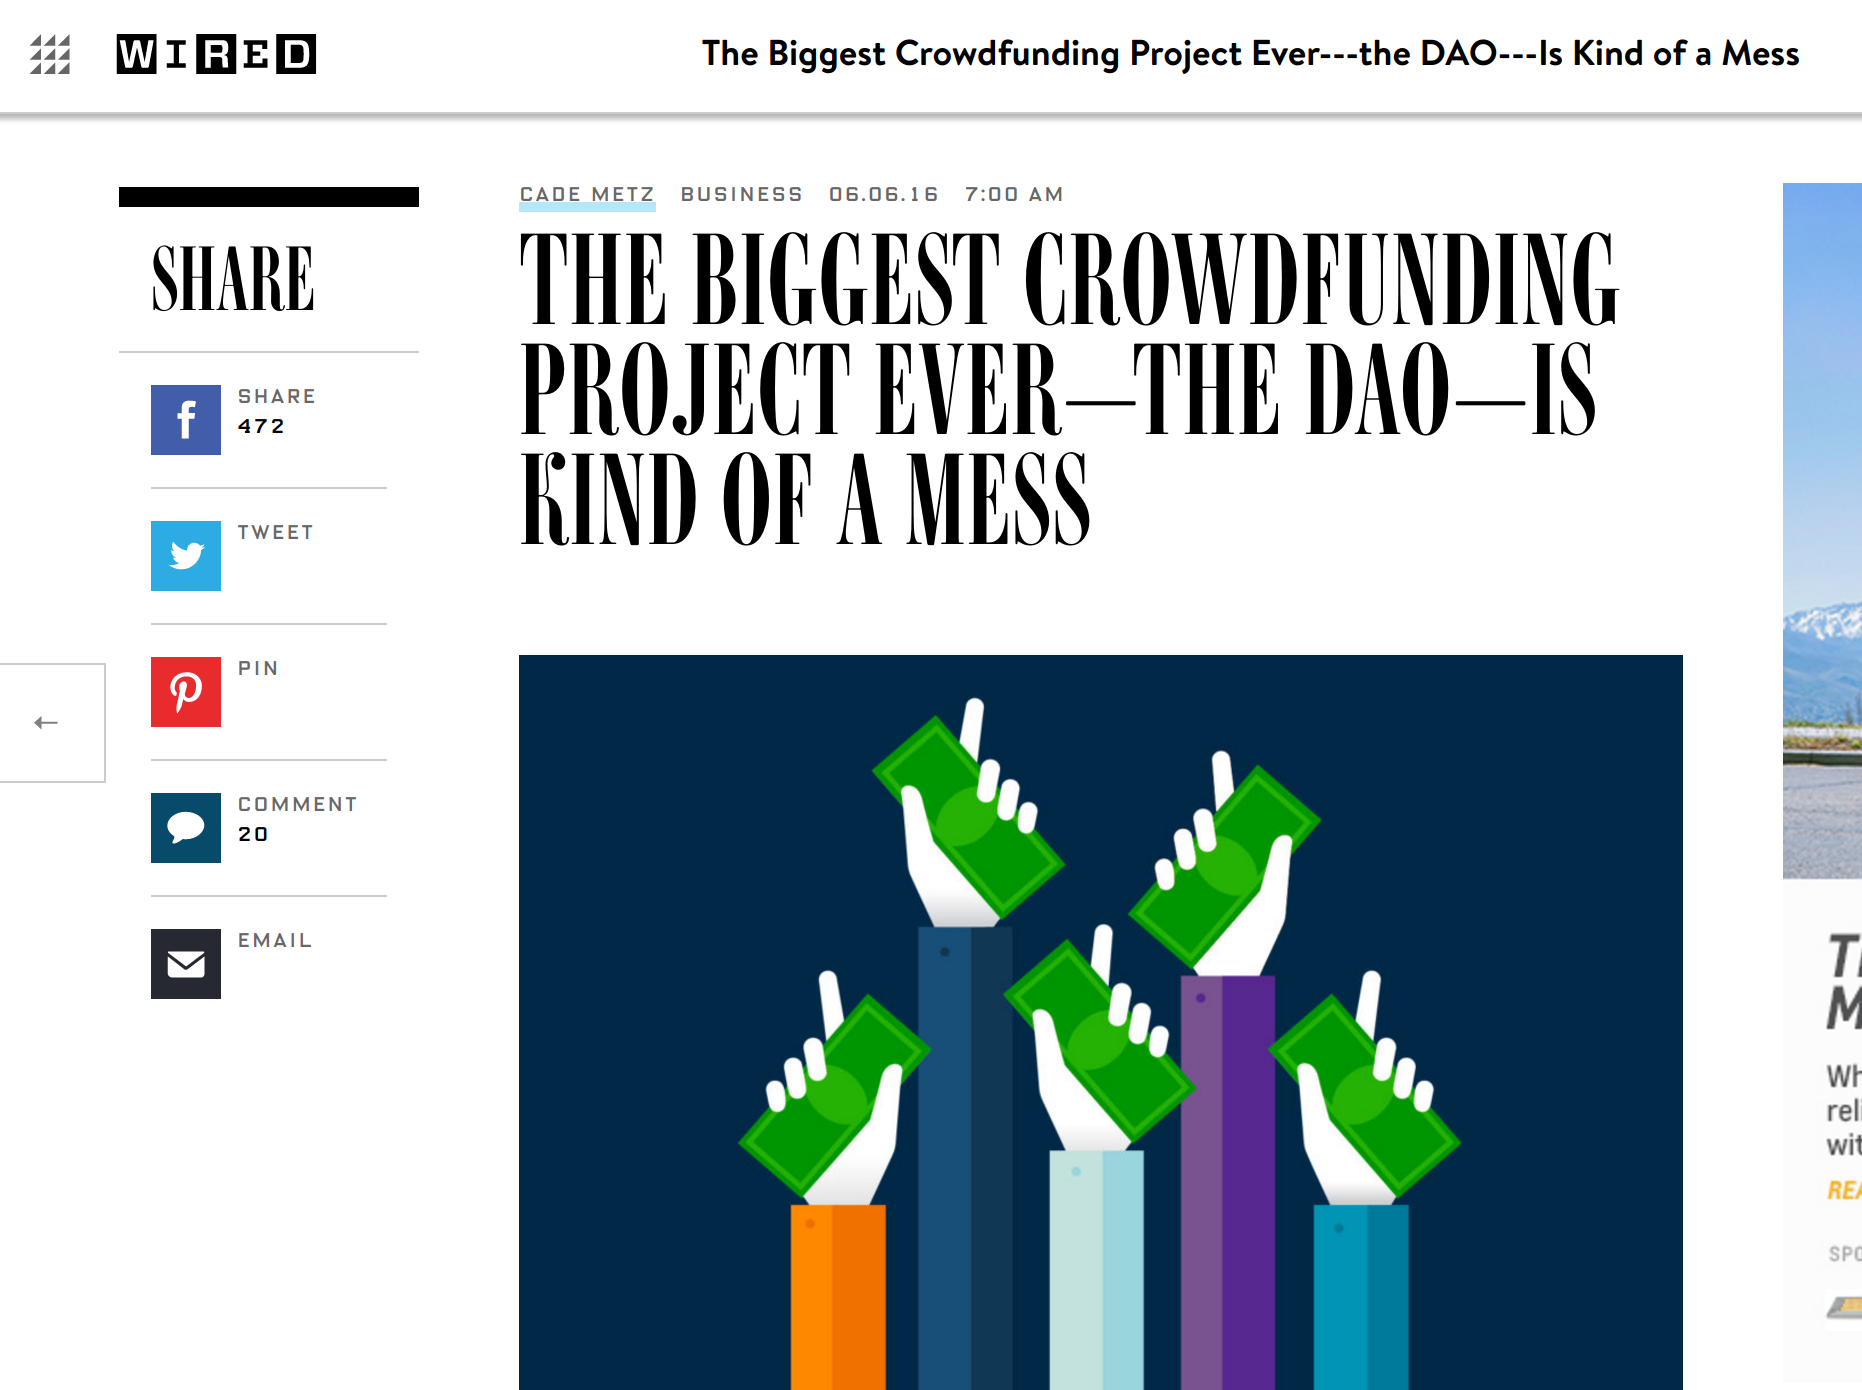 WIRED
The Biggest Crowdfunding Project Ever---the DAO---Is Kind of a Mess
SHARE
SHARE
472
TWEET
PIN
COMMENT
20
EMAIL
CADE METZ BUSINESS 06.06.16 7:00 AM
THE BIGGEST CROWDFUNDING
PROJECT EVER—THE DAO—IS
KIND OF A MESS